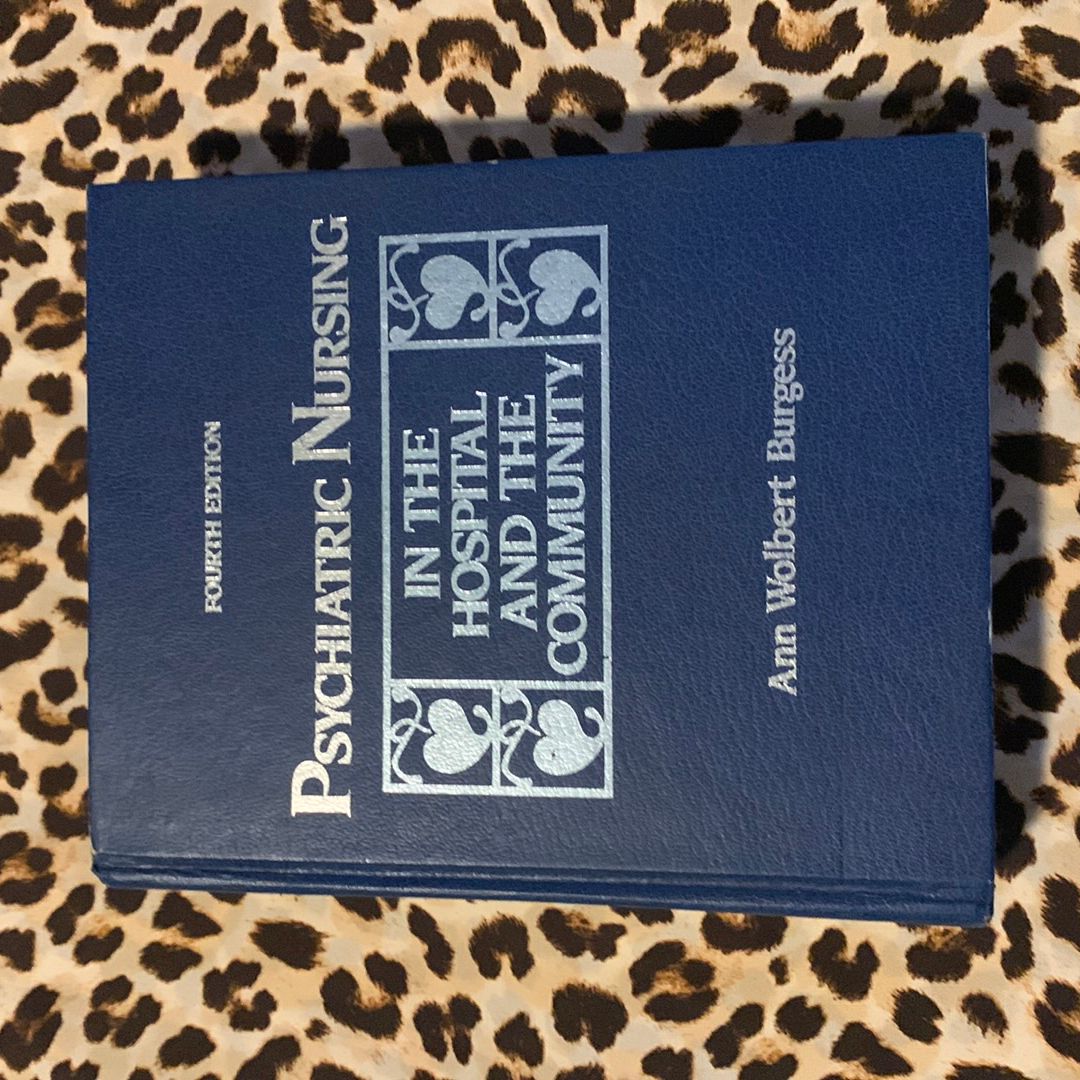 FOURTH EDITION
PSYCHIATRIC NURSING
IN THE
HOSPITAL
AND THE
COMMUNITY
Ann Wolbert Burgess